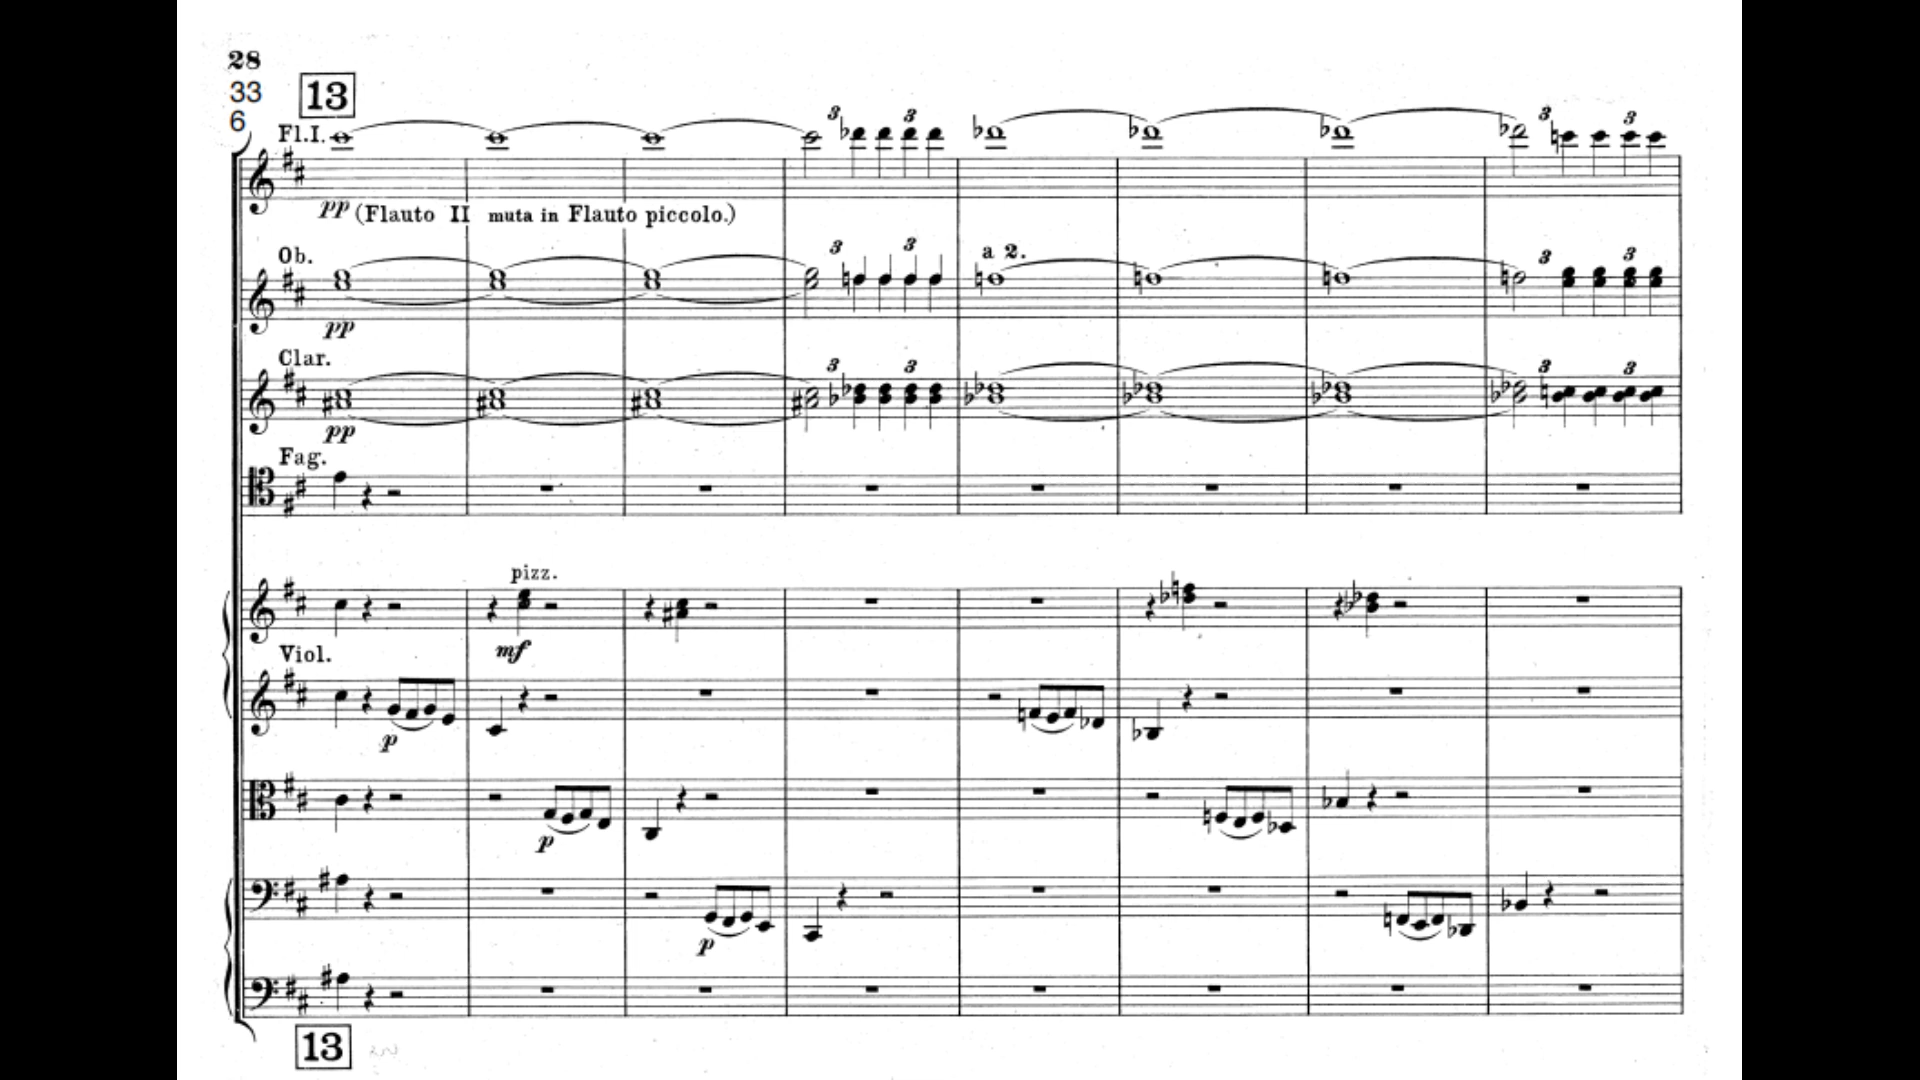 28
33
6
13
Fl.I.
3 3 3 3
pp (Flauto II muta in Flauto piccolo.)
Ob.
3 3 a 2. 3 3
pp
Clar.
3 3 3 3
pp
Fag.
pizz.
mf
Viol.
p
p
p
13